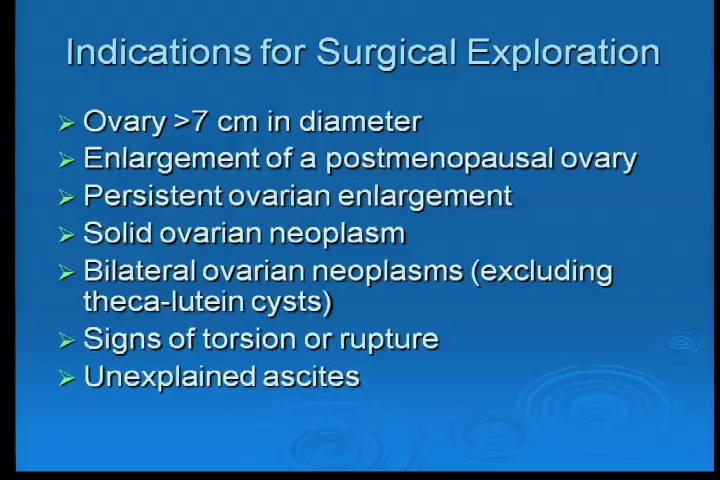 Indications for Surgical Exploration
Ovary >7 cm in diameter
Enlargement of a postmenopausal ovary
Persistent ovarian enlargement
Solid ovarian neoplasm
Bilateral ovarian neoplasms (excluding
theca-lutein cysts)
Signs of torsion or rupture
Unexplained ascites